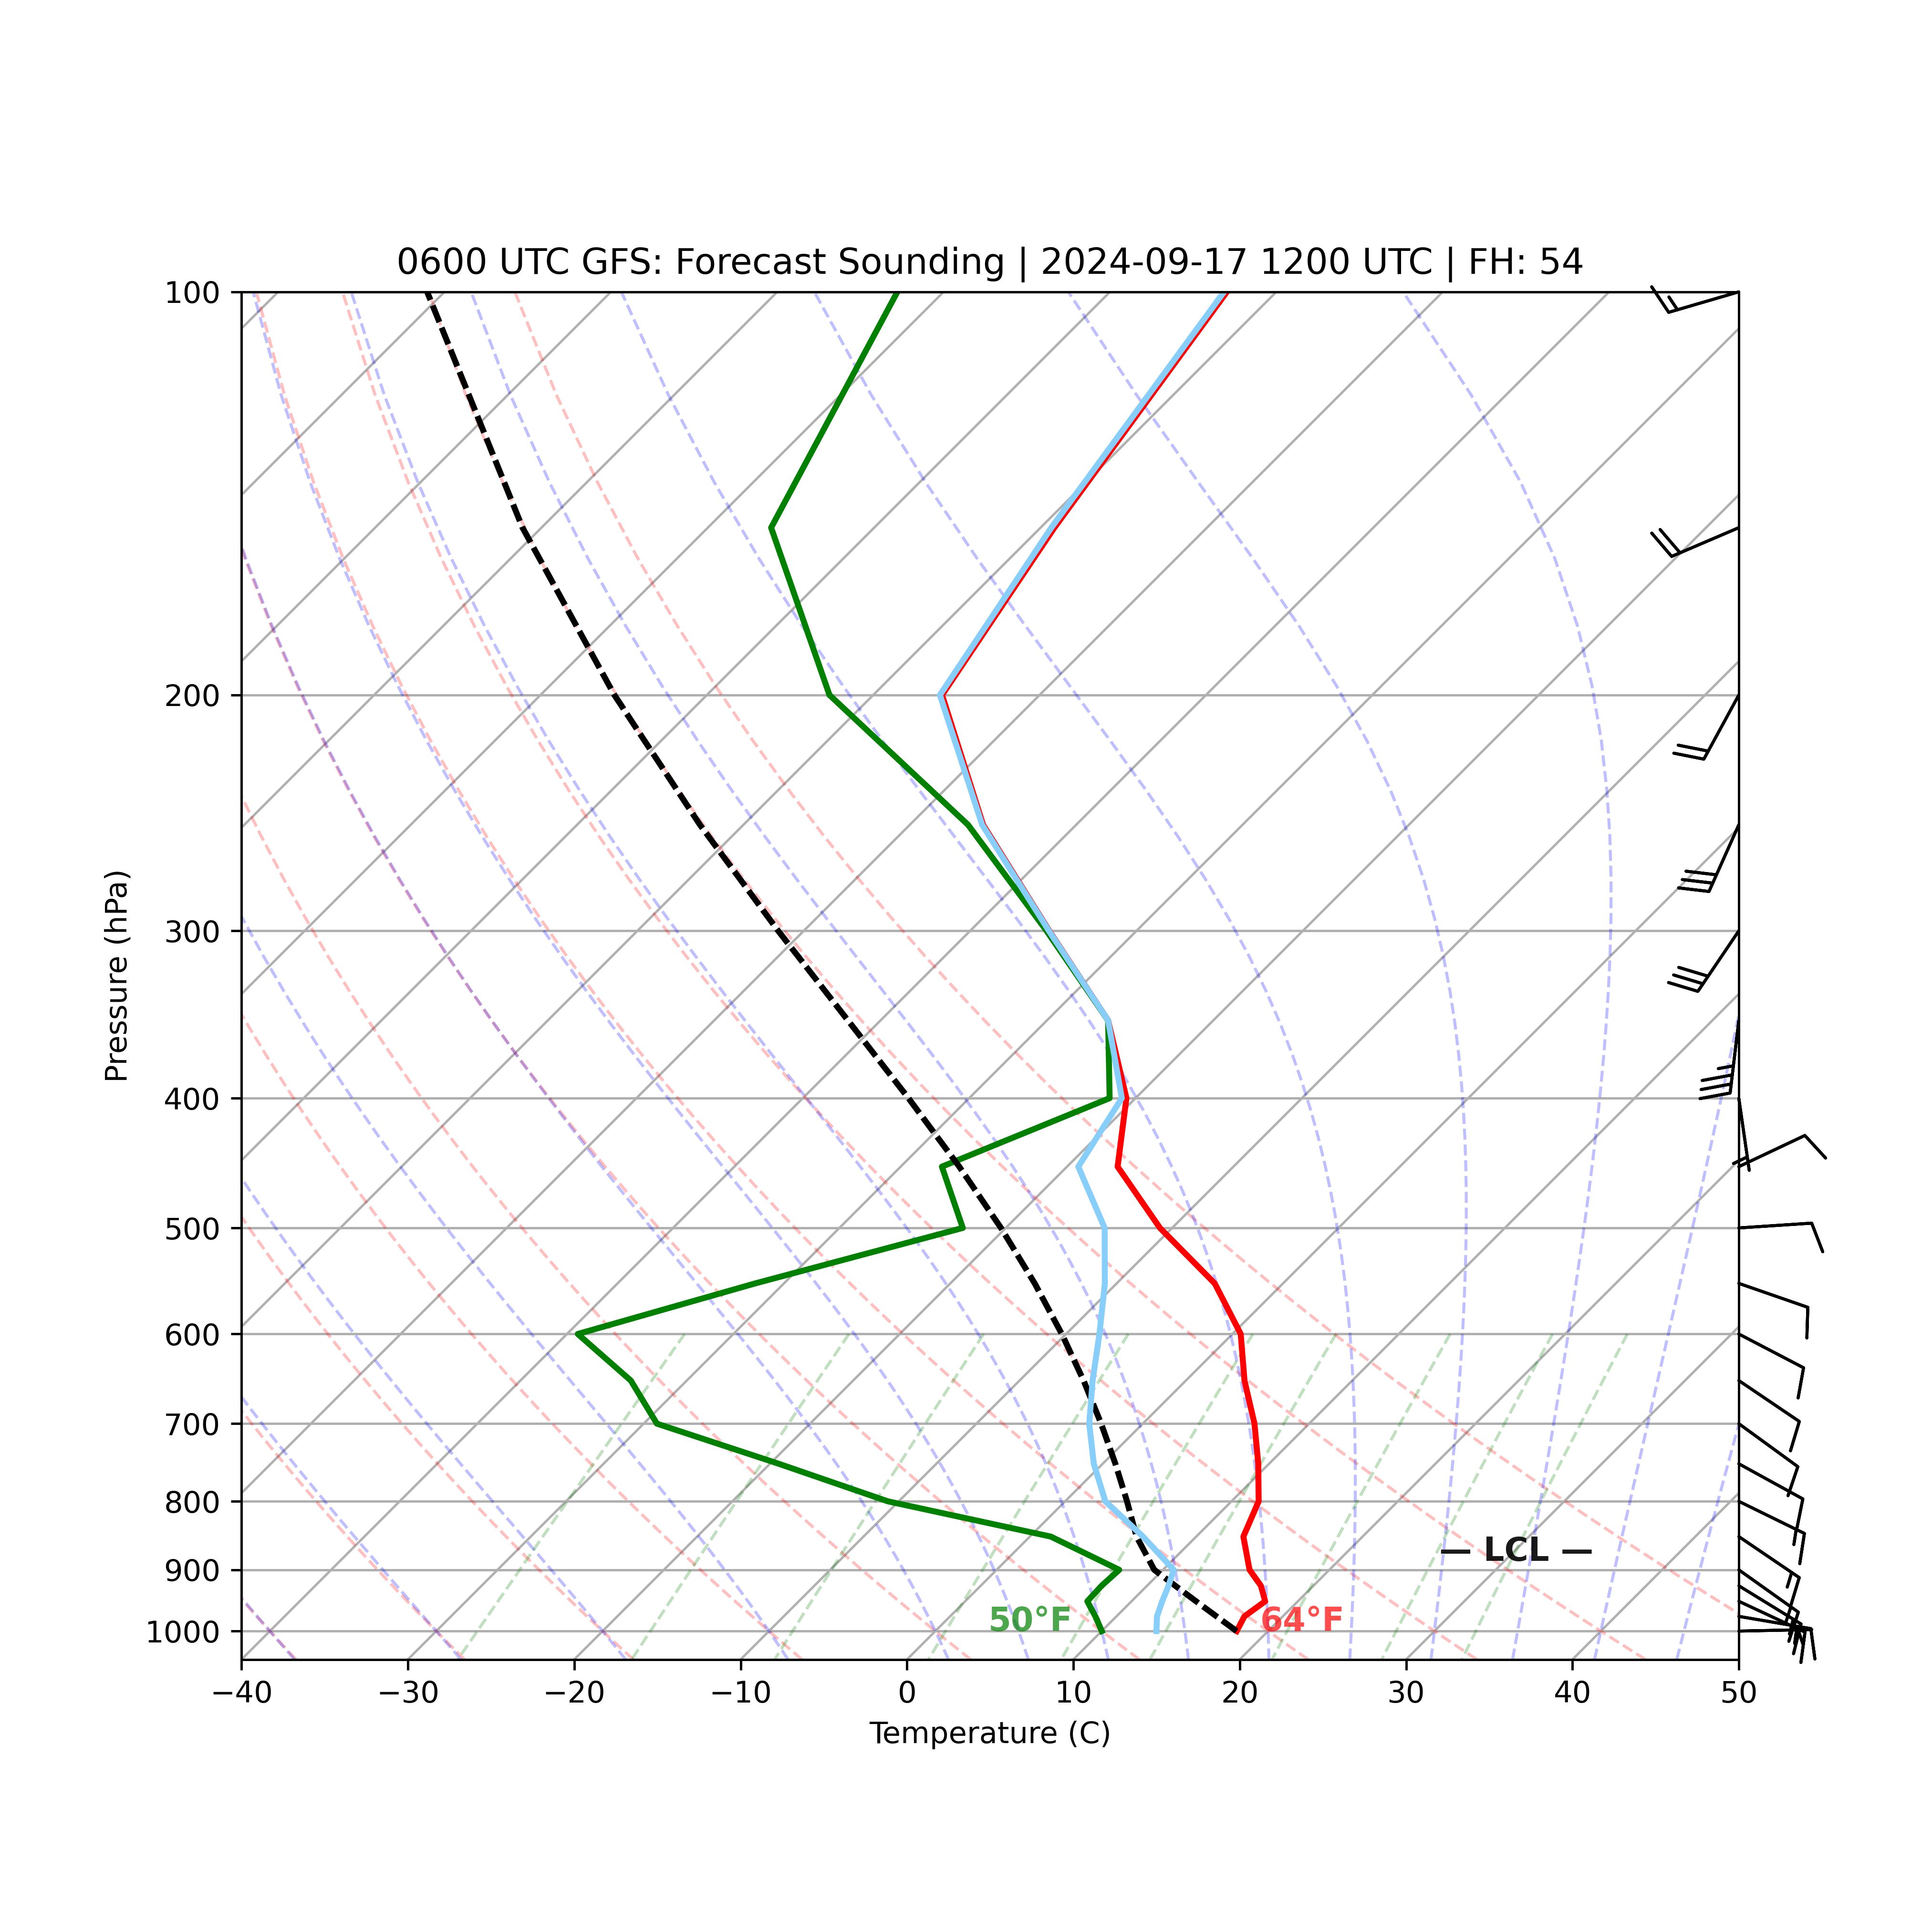 0600 UTC GFS: Forecast Sounding | 2024-09-17 1200 UTC | FH: 54
100
200
300
400
500
600
700
800
900
1000
Pressure (hPa)
— LCL —
50°F
64°F
−40 −30 −20 −10 0 10 20 30 40 50
Temperature (C)